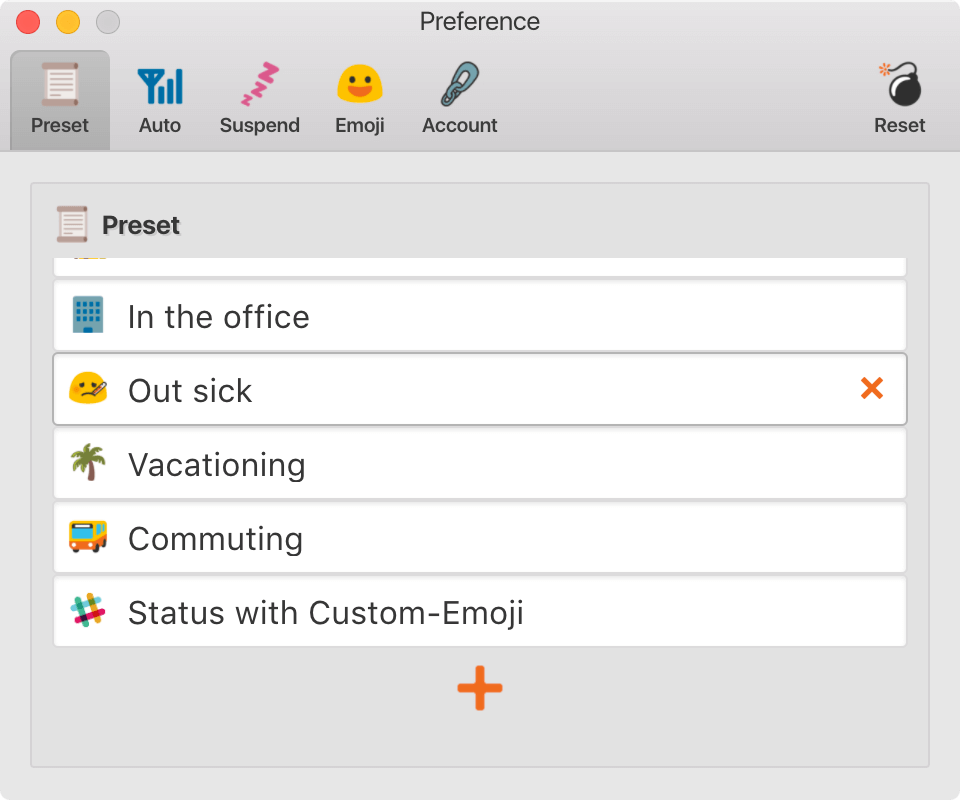 Preference
Preset
Auto
Suspend
Emoji
Account
Reset
Preset
In the office
Out sick
Vacationing
Commuting
Status with Custom-Emoji